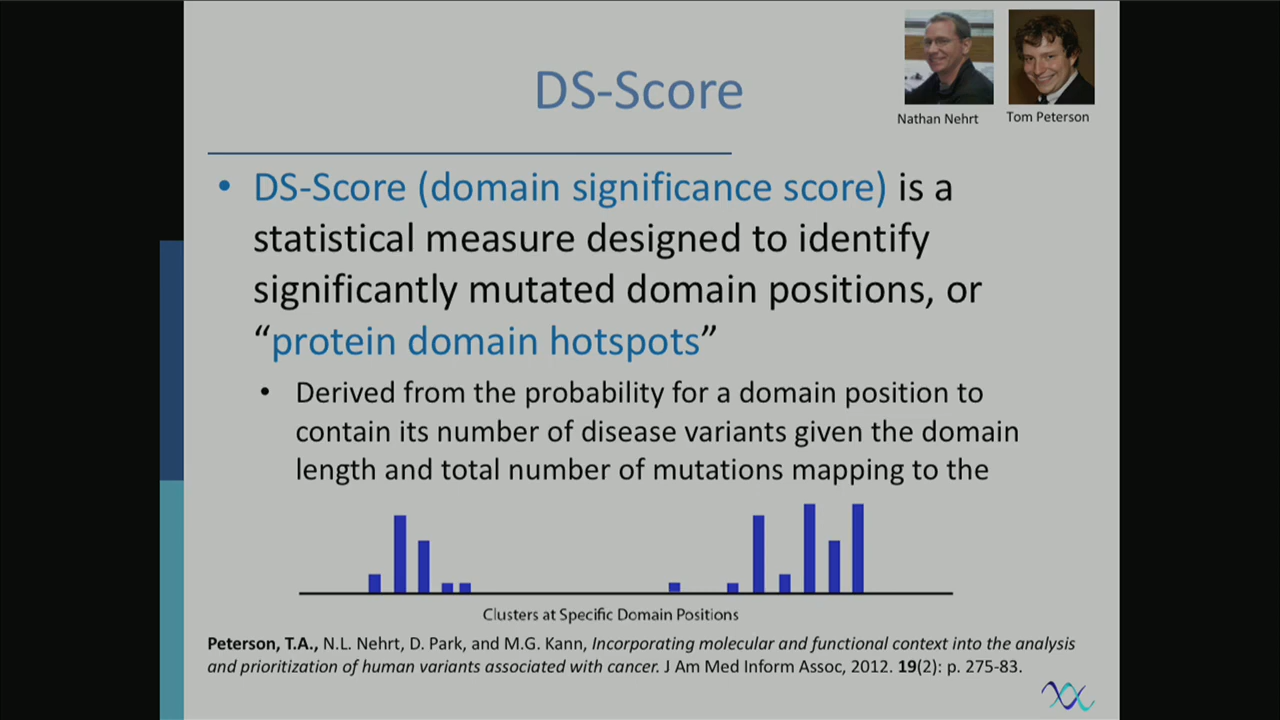 DS-Score
Nathan Nehrt
Tom Peterson
• DS-Score (domain significance score) is a
statistical measure designed to identify
significantly mutated domain positions, or
“protein domain hotspots”
• Derived from the probability for a domain position to
contain its number of disease variants given the domain
length and total number of mutations mapping to the
Clusters at Specific Domain Positions
Peterson, T.A., N.L. Nehrt, D. Park, and M.G. Kann, Incorporating molecular and functional context into the analysis
and prioritization of human variants associated with cancer. J Am Med Inform Assoc, 2012. 19(2): p. 275-83.